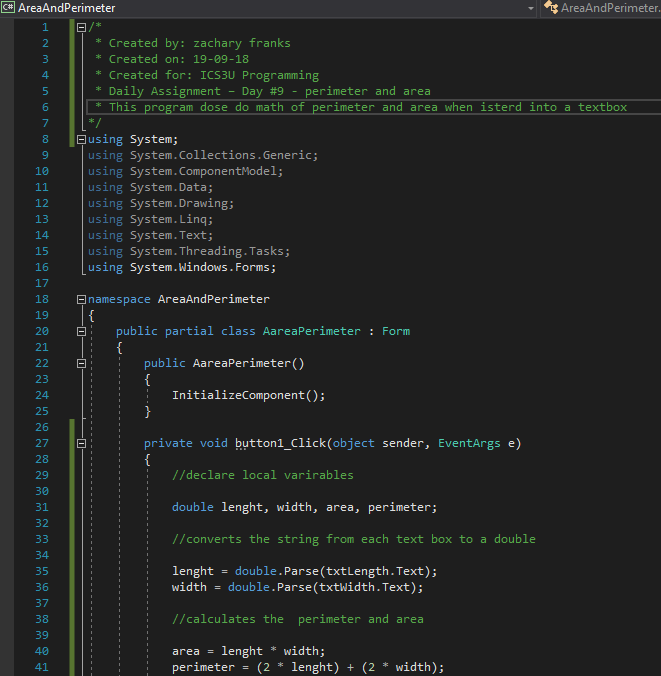 C# AreaAndPerimeter AreaAndPerimeter.
1 /*
2 * Created by: zachary franks
3 * Created on: 19-09-18
4 * Created for: ICS3U Programming
5 * Daily Assignment – Day #9 - perimeter and area
6 * This program dose do math of perimeter and area when isterd into a textbox
7 */
8 using System;
9 using System.Collections.Generic;
10 using System.ComponentModel;
11 using System.Data;
12 using System.Drawing;
13 using System.Linq;
14 using System.Text;
15 using System.Threading.Tasks;
16 using System.Windows.Forms;
17
18 namespace AreaAndPerimeter
19 {
20 public partial class AareaPerimeter : Form
21 {
22 public AareaPerimeter()
23 {
24 InitializeComponent();
25 }
26
27 private void button1_Click(object sender, EventArgs e)
28 {
29 //declare local varirables
30
31 double lenght, width, area, perimeter;
32
33 //converts the string from each text box to a double
34
35 lenght = double.Parse(txtLength.Text);
36 width = double.Parse(txtWidth.Text);
37
38 //calculates the  perimeter and area
39
40 area = lenght * width;
41 perimeter = (2 * lenght) + (2 * width);